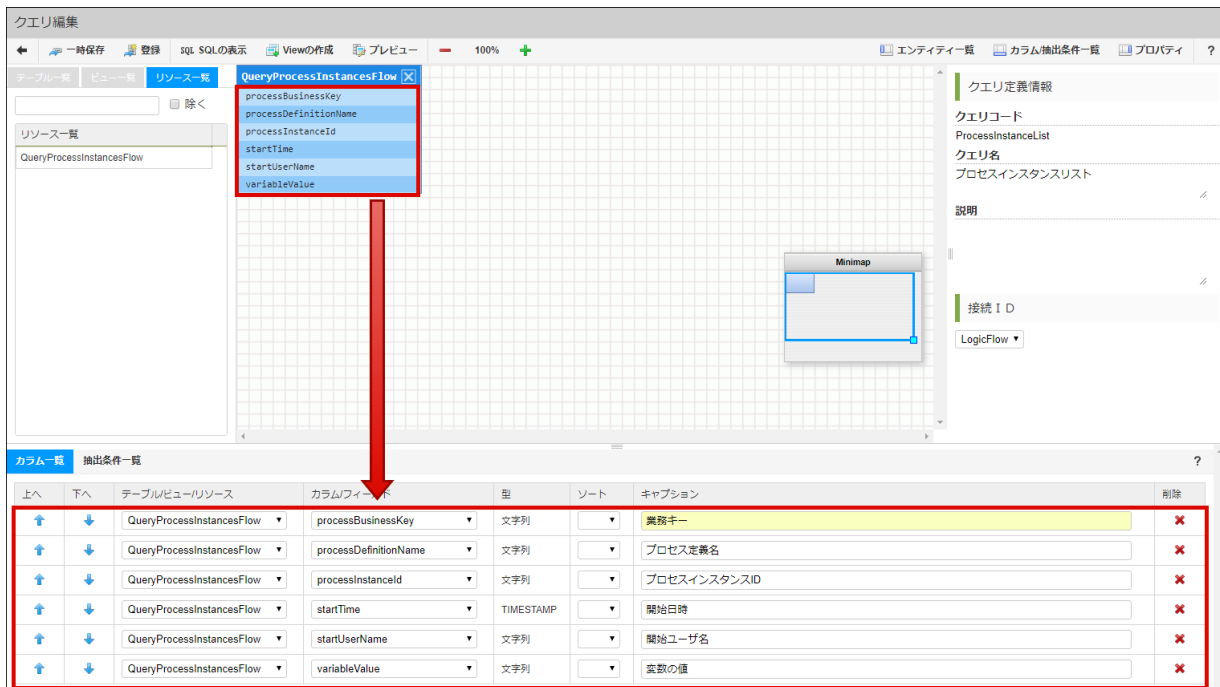 クエリ編集
一時保存 登録 SQL SQLの表示 Viewの作成 プレビュー 100% エンティティ一覧 カラム/抽出条件一覧 プロパティ ?
テーブル一覧 ビュー一覧 リソース一覧
除く
リソース一覧
QueryProcessInstancesFlow
QueryProcessInstancesFlow
processBusinessKey
processDefinitionName
processInstanceId
startTime
startUserName
variableValue
Minimap
クエリ定義情報
クエリコード
ProcessInstanceList
クエリ名
プロセスインスタンスリスト
説明
接続ＩＤ
LogicFlow
カラム一覧 抽出条件一覧 ?
上へ 下へ テーブル/ビュー/リソース カラム/フィールド 型 ソート キャプション 削除
QueryProcessInstancesFlow processBusinessKey 文字列 業務キー
QueryProcessInstancesFlow processDefinitionName 文字列 プロセス定義名
QueryProcessInstancesFlow processInstanceId 文字列 プロセスインスタンスID
QueryProcessInstancesFlow startTime TIMESTAMP 開始日時
QueryProcessInstancesFlow startUserName 文字列 開始ユーザ名
QueryProcessInstancesFlow variableValue 文字列 変数の値